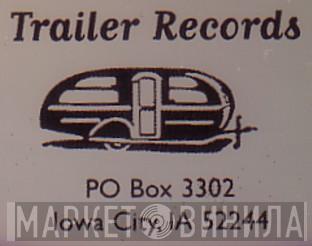 Trailer Records
PO Box 3302
Iowa City, IA 52244
МАРКЕТ ВИНИЛА